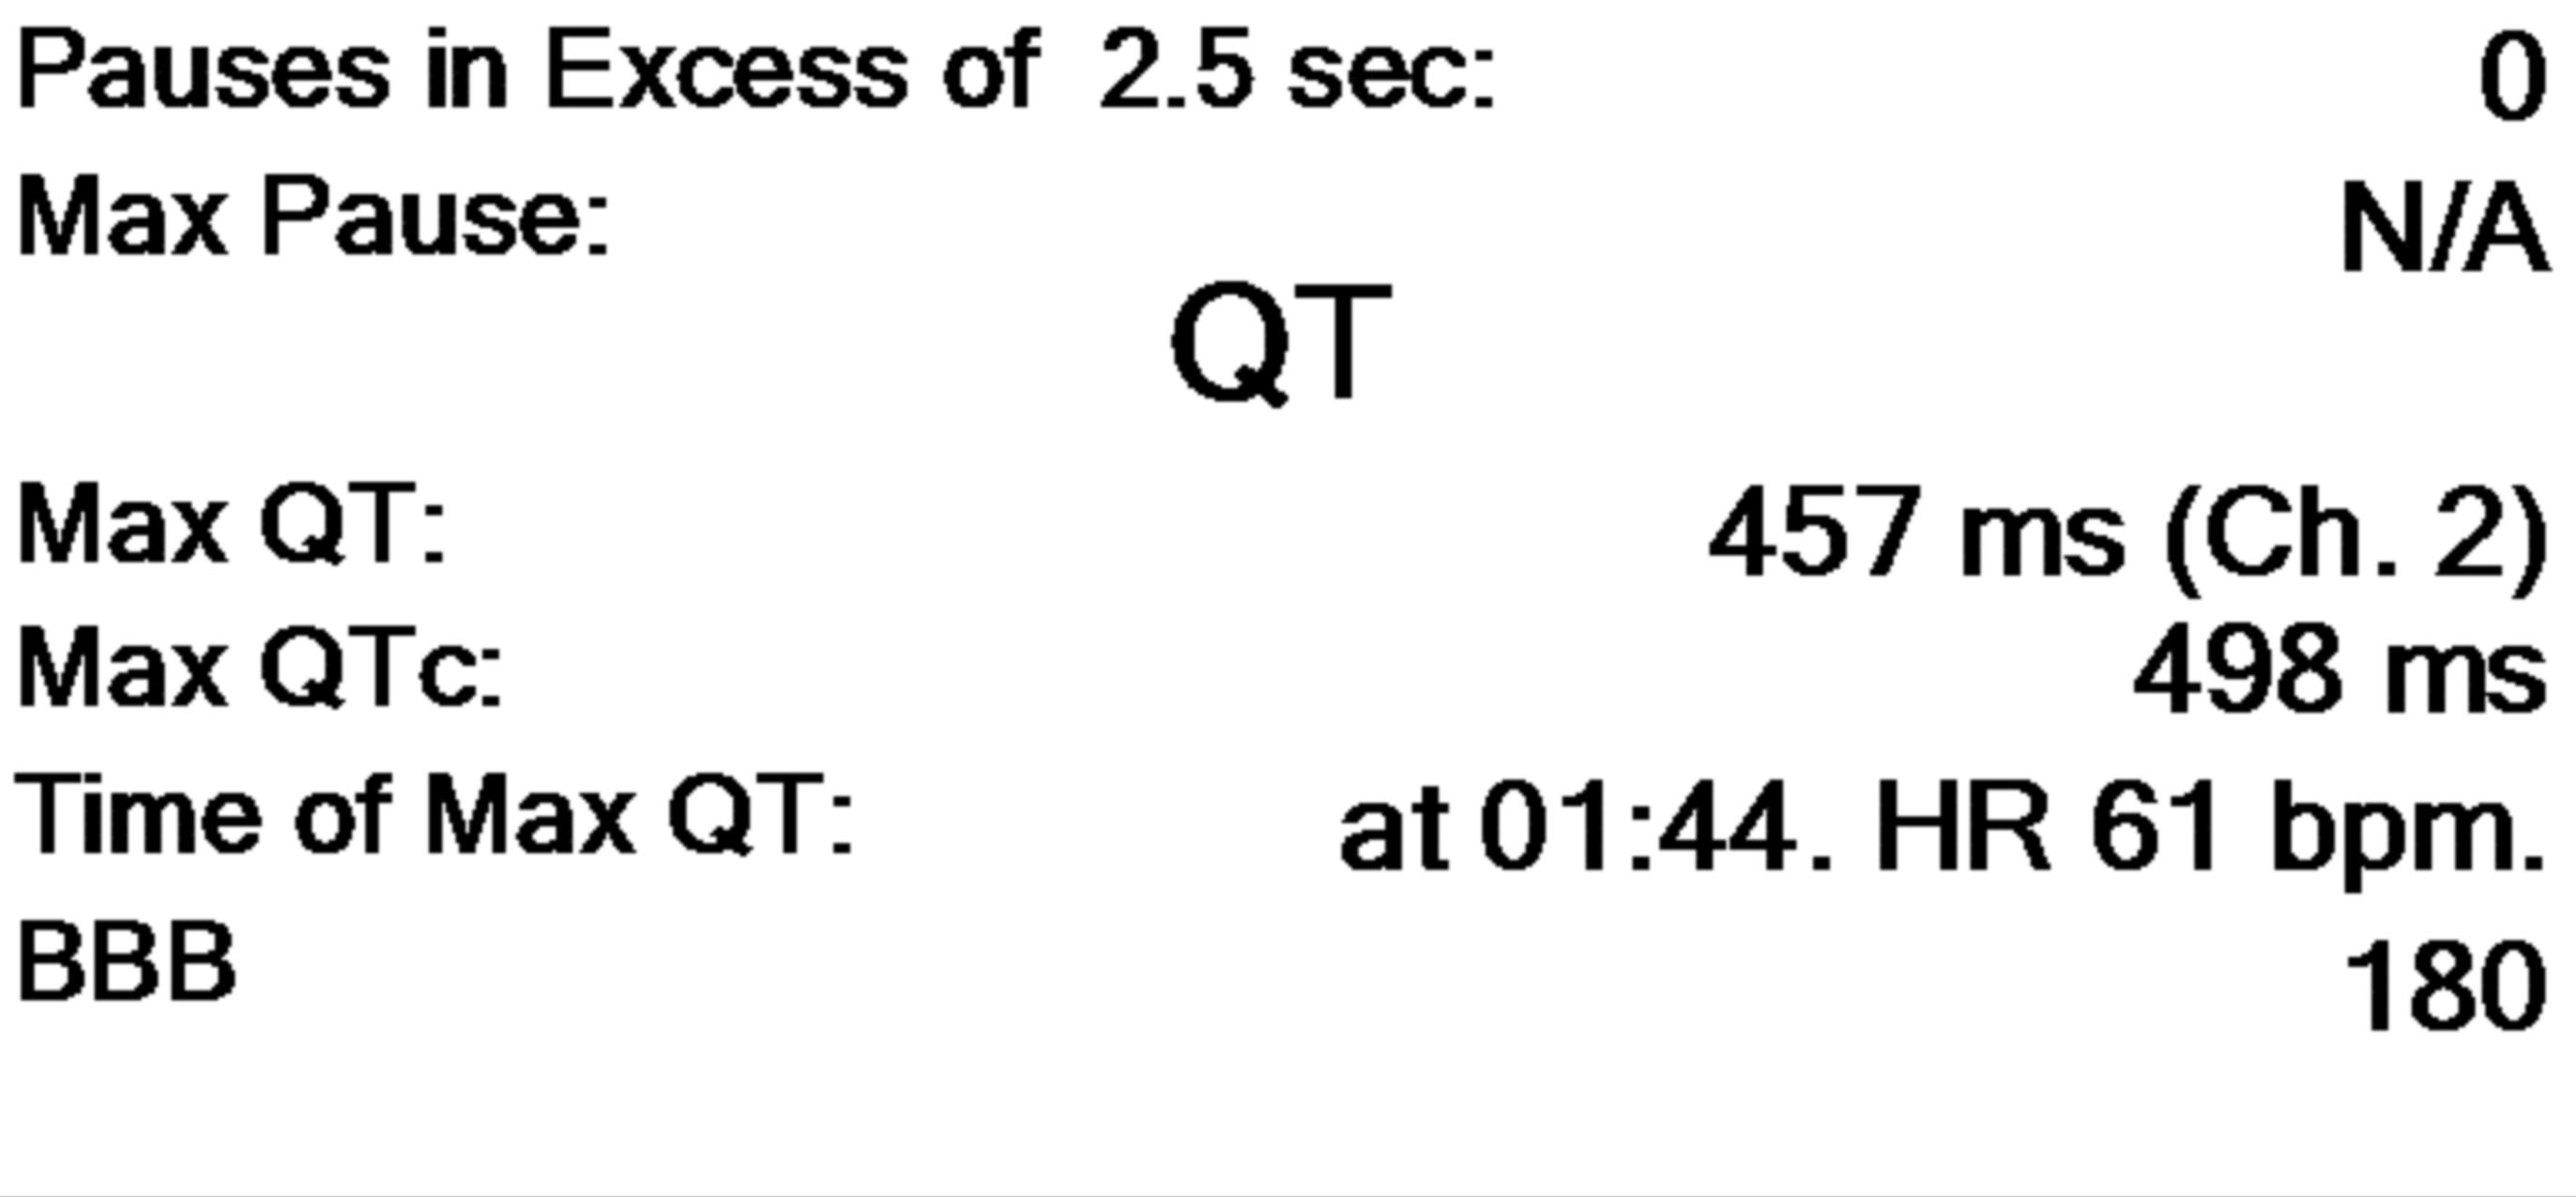 Pauses in Excess of  2.5 sec: 0
Max Pause: N/A
QT
Max QT: 457 ms (Ch. 2)
Max QTc: 498 ms
Time of Max QT: at 01:44. HR 61 bpm.
BBB 180